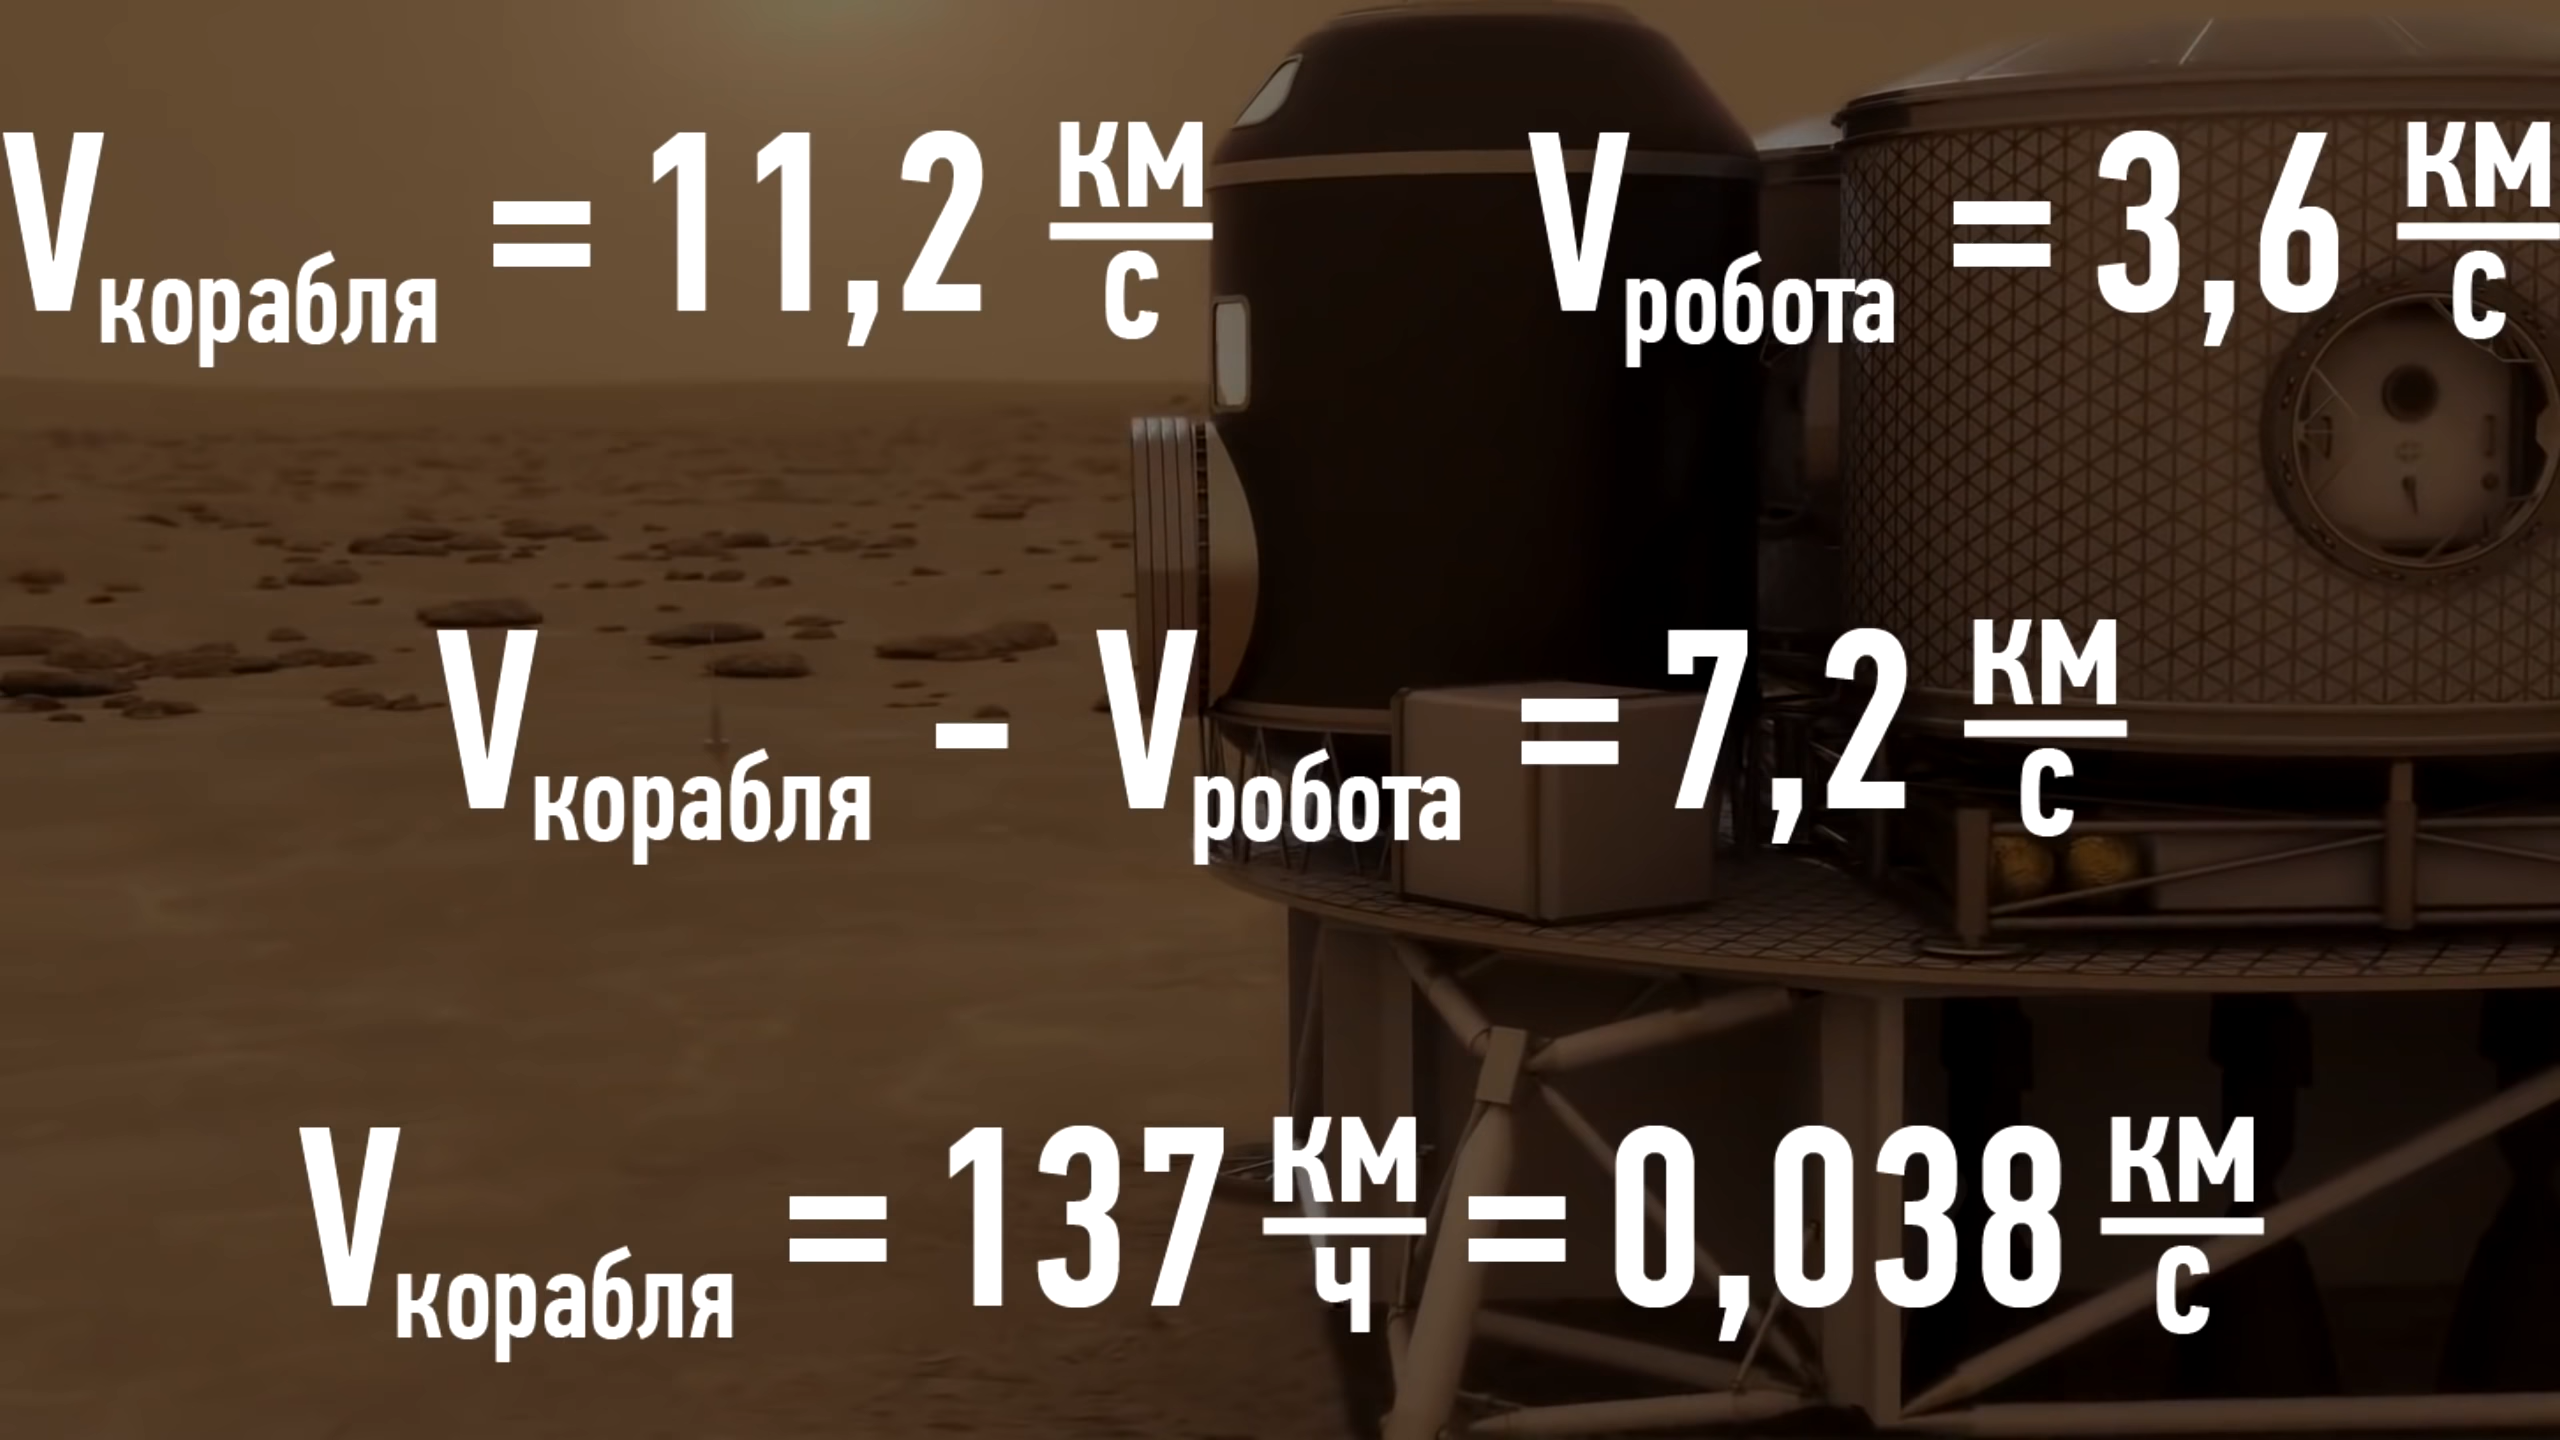 Vкорабля = 11,2 км/с Vробота = 3,6 км/с
Vкорабля - Vробота = 7,2 км/с
Vкорабля = 137 км/ч = 0,038 км/с